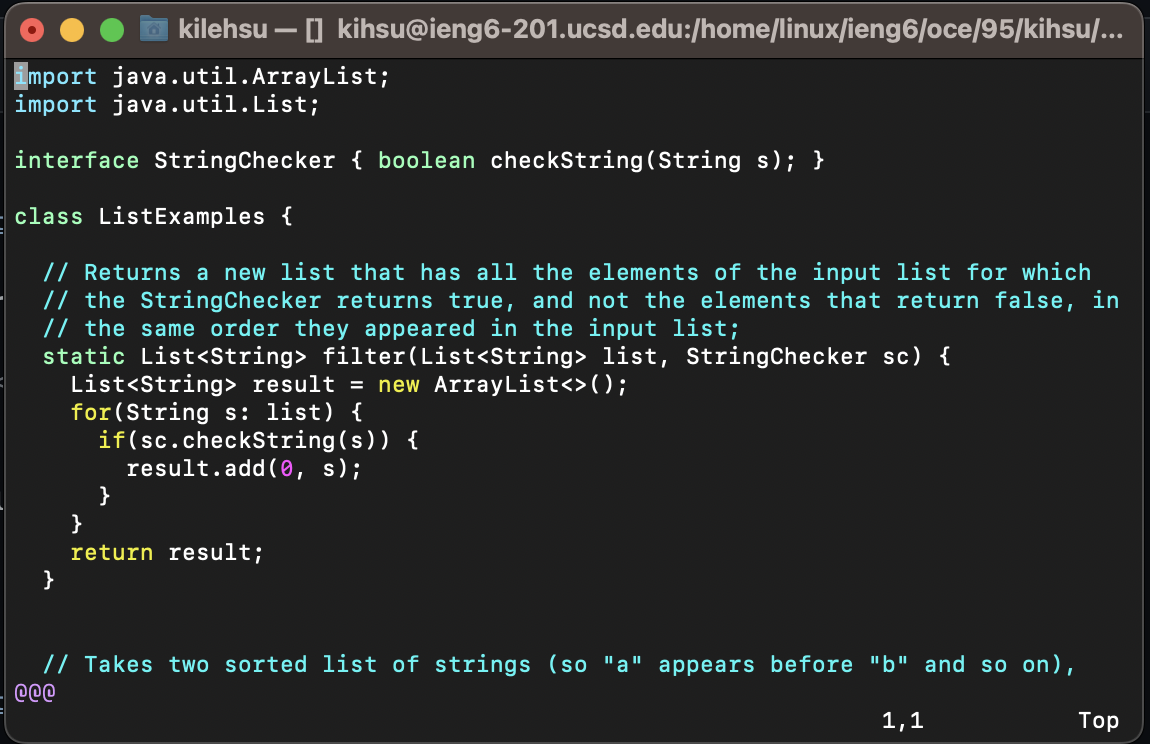 kilehsu — [] kihsu@ieng6-201.ucsd.edu:/home/linux/ieng6/oce/95/kihsu/...
import java.util.ArrayList;
import java.util.List;

interface StringChecker { boolean checkString(String s); }

class ListExamples {

  // Returns a new list that has all the elements of the input list for which
  // the StringChecker returns true, and not the elements that return false, in
  // the same order they appeared in the input list;
  static List<String> filter(List<String> list, StringChecker sc) {
    List<String> result = new ArrayList<>();
    for(String s: list) {
      if(sc.checkString(s)) {
        result.add(0, s);
      }
    }
    return result;
  }


  // Takes two sorted list of strings (so "a" appears before "b" and so on),
@@@
1,1 Top